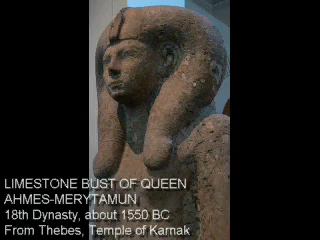 LIMESTONE BUST OF QUEEN
AHMES-MERYTAMUN
18th Dynasty, about 1550 BC
From Thebes, Temple of Karnak